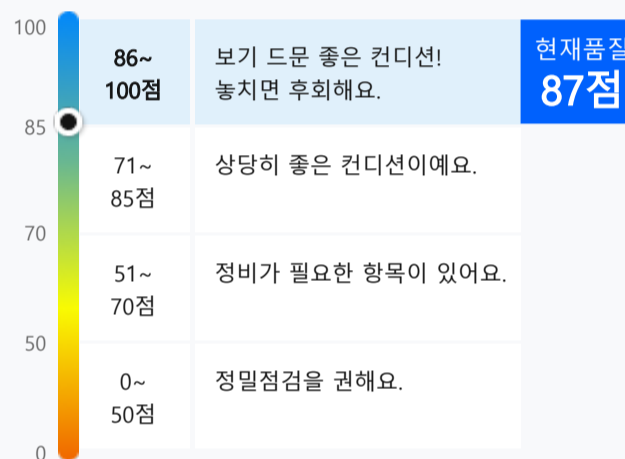 100
86~
100점
보기 드문 좋은 컨디션!
놓치면 후회해요.
현재품질
87점
85
71~
85점
상당히 좋은 컨디션이예요.
70
51~
70점
정비가 필요한 항목이 있어요.
50
0~
50점
정밀점검을 권해요.
0